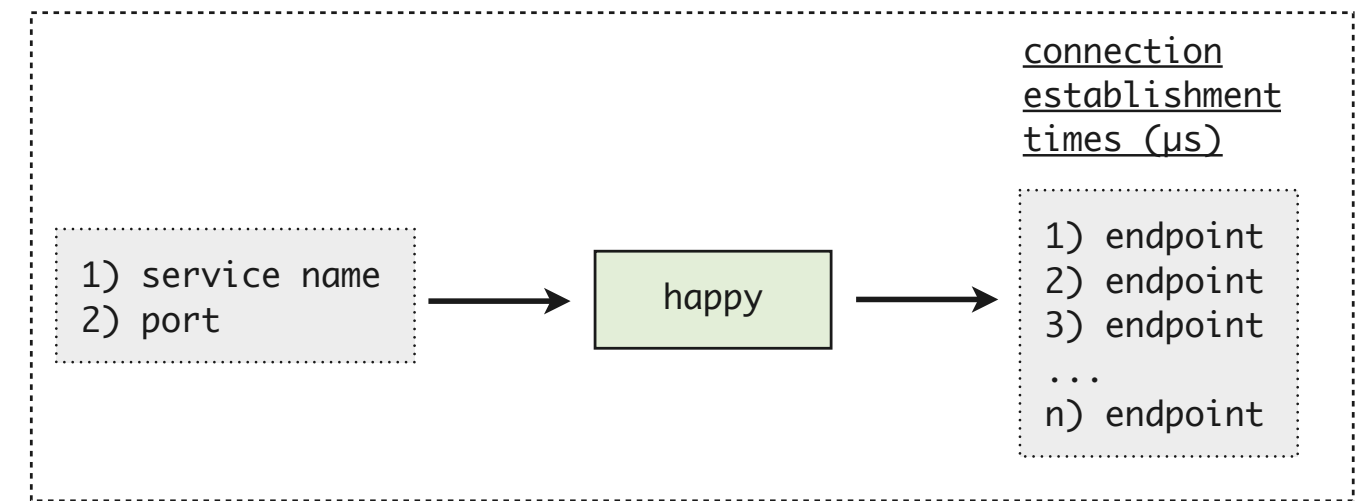 connection
establishment
times (µs)
1) service name
2) port
happy
1) endpoint
2) endpoint
3) endpoint
...
n) endpoint